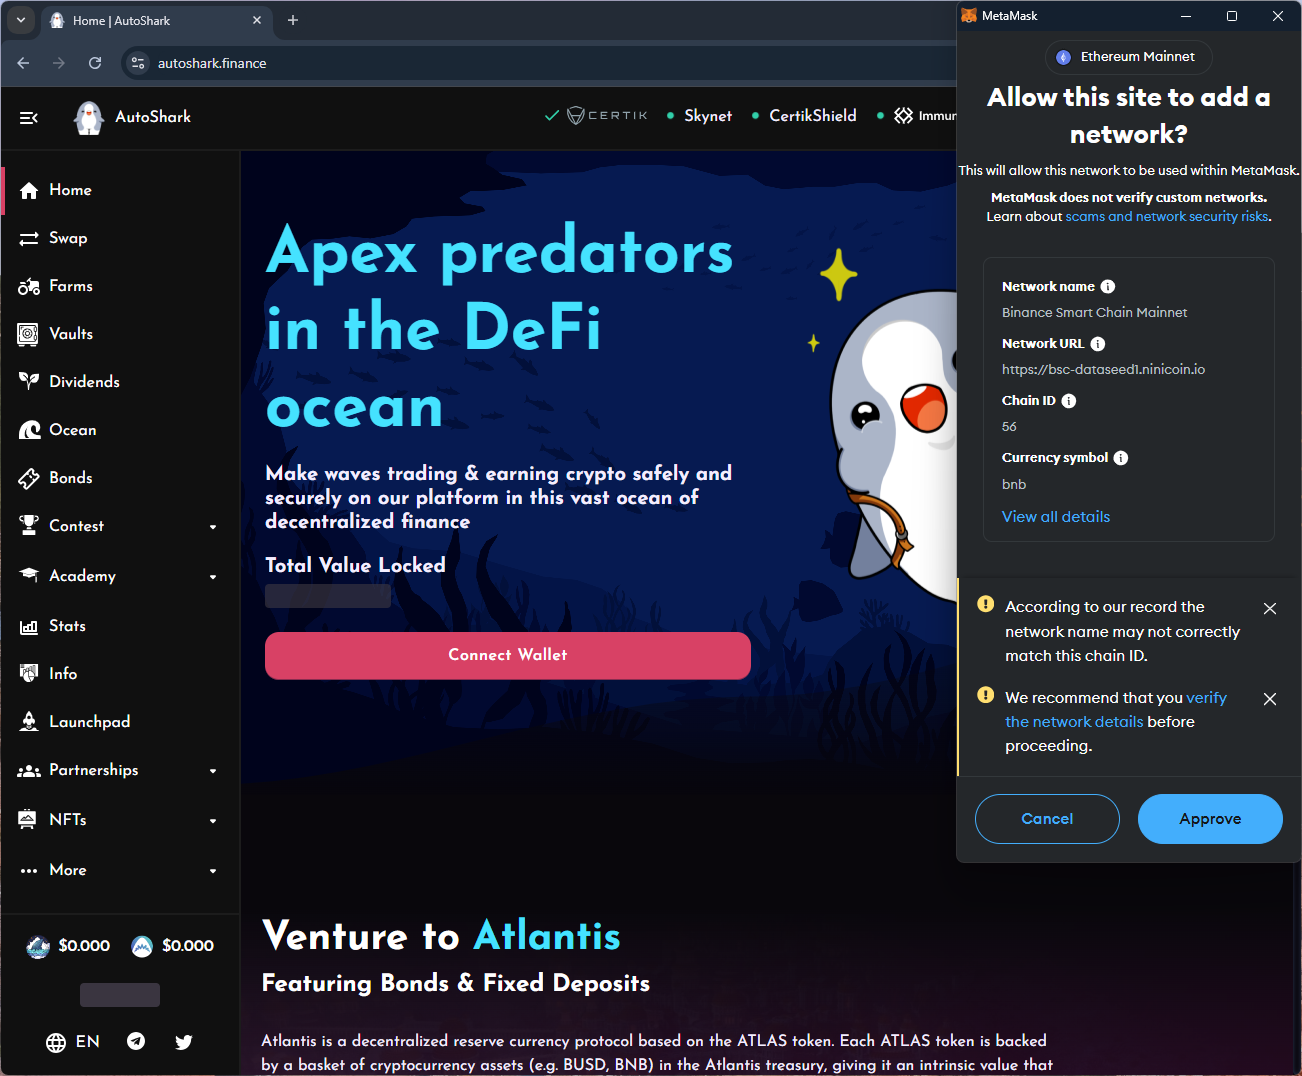 Home | AutoShark
autoshark.finance
AutoShark
CERTIK
Skynet
CertikShield
Immun
Home
Swap
Farms
Vaults
Dividends
Ocean
Bonds
Contest
Academy
Stats
Info
Launchpad
Partnerships
NFTs
More
$0.000
$0.000
EN
Apex predators
in the DeFi
ocean
Make waves trading & earning crypto safely and
securely on our platform in this vast ocean of
decentralized finance
Total Value Locked
Connect Wallet
Venture to Atlantis
Featuring Bonds & Fixed Deposits
Atlantis is a decentralized reserve currency protocol based on the ATLAS token. Each ATLAS token is backed
by a basket of cryptocurrency assets (e.g. BUSD, BNB) in the Atlantis treasury, giving it an intrinsic value that
MetaMask
Ethereum Mainnet
Allow this site to add a
network?
This will allow this network to be used within MetaMask.
MetaMask does not verify custom networks.
Learn about scams and network security risks.
Network name
Binance Smart Chain Mainnet
Network URL
https://bsc-dataseed1.ninicoin.io
Chain ID
56
Currency symbol
bnb
View all details
According to our record the
network name may not correctly
match this chain ID.
We recommend that you verify
the network details before
proceeding.
Cancel
Approve